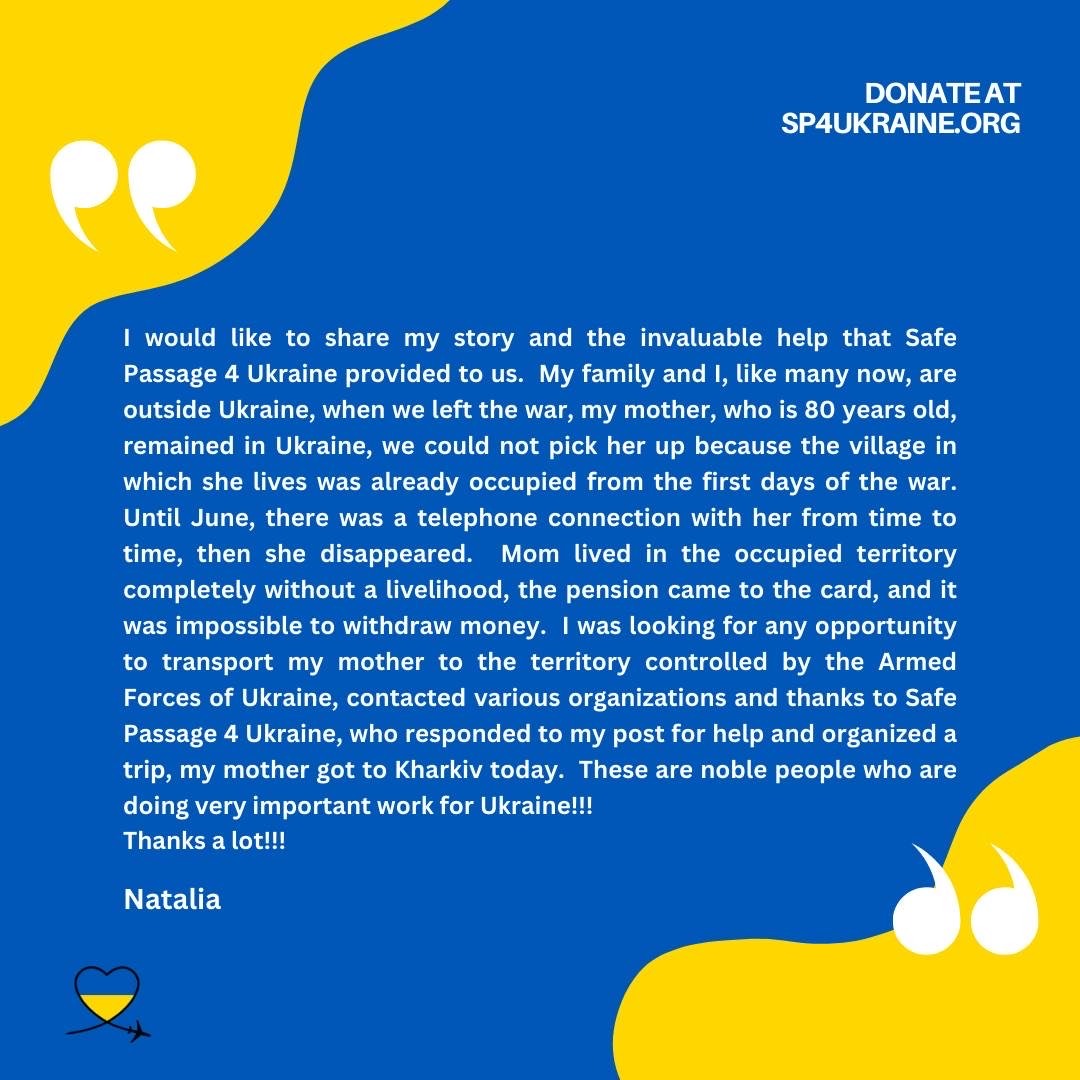 DONATE AT
SP4UKRAINE.ORG
I would like to share my story and the invaluable help that Safe
Passage 4 Ukraine provided to us.  My family and I, like many now, are
outside Ukraine, when we left the war, my mother, who is 80 years old,
remained in Ukraine, we could not pick her up because the village in
which she lives was already occupied from the first days of the war.
Until June, there was a telephone connection with her from time to
time, then she disappeared.  Mom lived in the occupied territory
completely without a livelihood, the pension came to the card, and it
was impossible to withdraw money.  I was looking for any opportunity
to transport my mother to the territory controlled by the Armed
Forces of Ukraine, contacted various organizations and thanks to Safe
Passage 4 Ukraine, who responded to my post for help and organized a
trip, my mother got to Kharkiv today.  These are noble people who are
doing very important work for Ukraine!!!
Thanks a lot!!!
Natalia